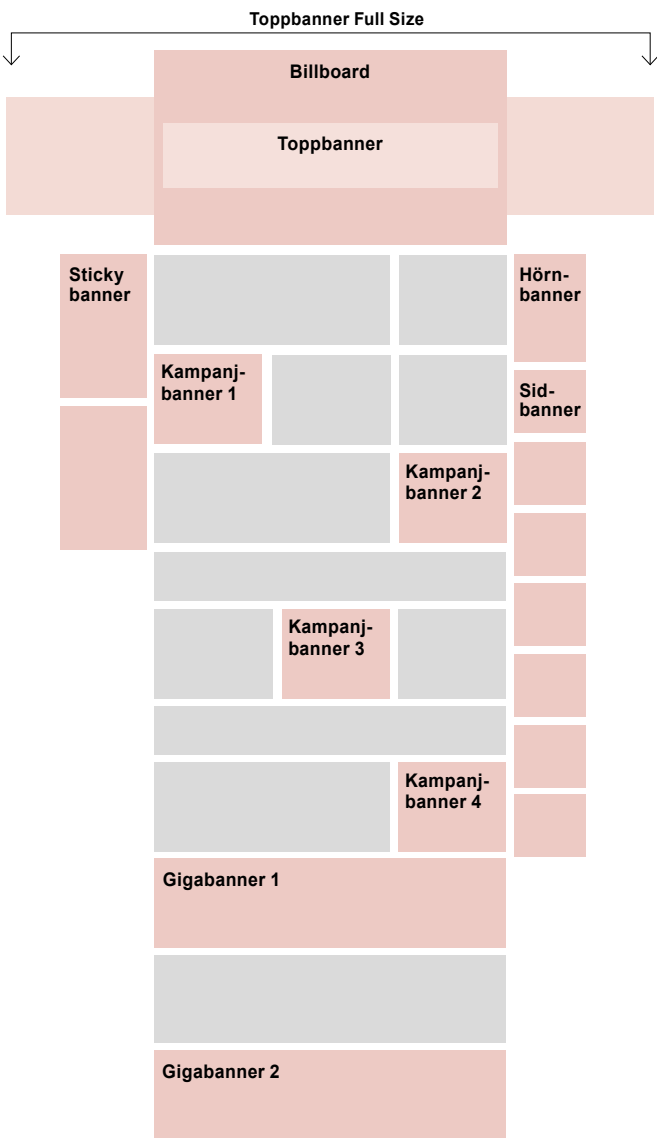 Toppbanner Full Size
Billboard
Toppbanner
Sticky
banner
Hörn-
banner
Kampanj-
banner 1
Sid-
banner
Kampanj-
banner 2
Kampanj-
banner 3
Kampanj-
banner 4
Gigabanner 1
Gigabanner 2